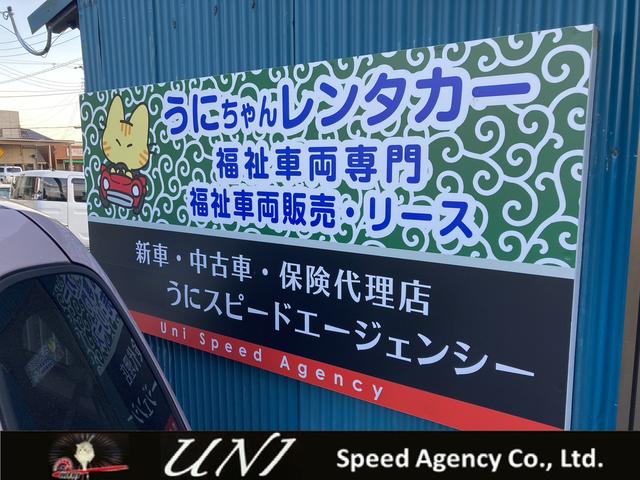 うにちゃんレンタカー
福祉車両専門
福祉車両販売・リース
新車・中古車・保険代理店
うにスピードエージェンシー
Uni Speed Agency
UNI Speed Agency Co., Ltd.